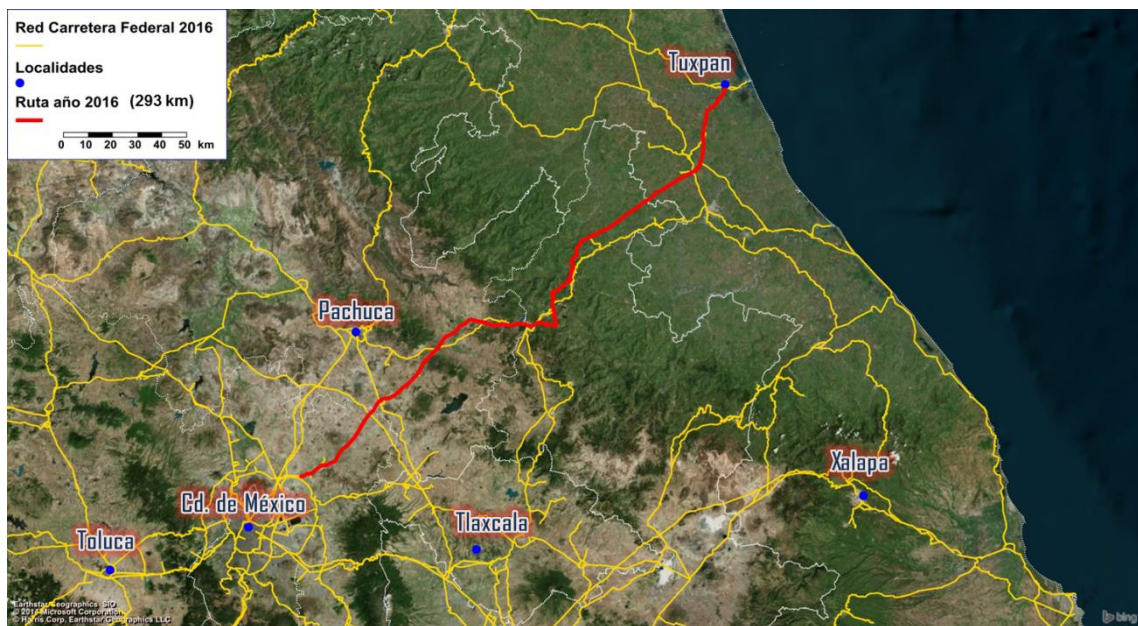 Red Carretera Federal 2016
Localidades
Ruta año 2016 (293 km)
0 10 20 30 40 50 km
Tuxpan
Pachuca
Xalapa
Cd. de México
Tlaxcala
Toluca
Earthstar Geographics SIO
© 2016 Microsoft Corporation
© Harris Corp, Earthstar Geographics LLC
bing